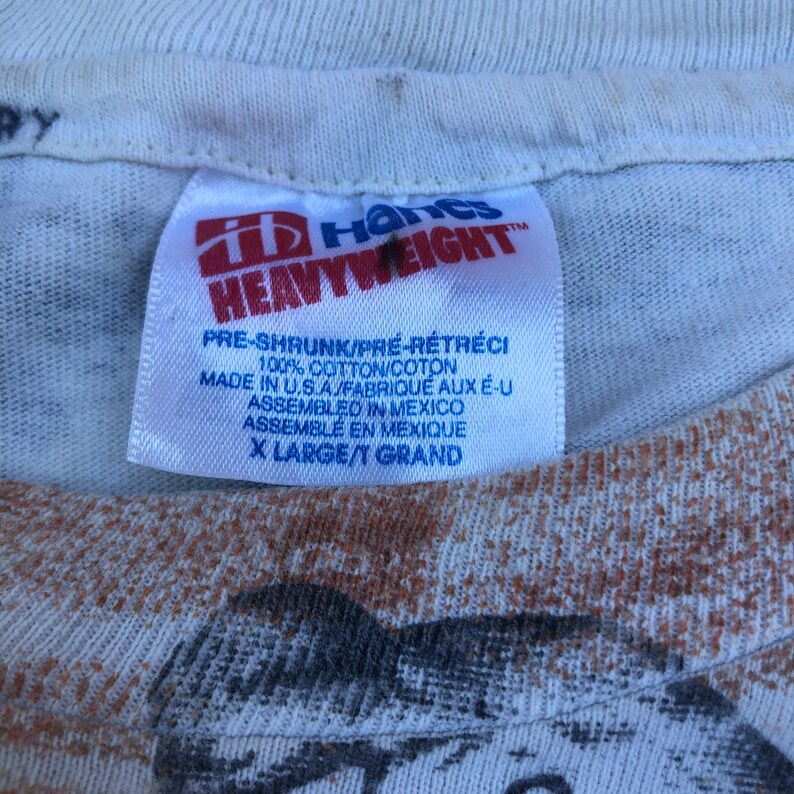 RY
Hanes
HEAVYWEIGHT™
PRE-SHRUNK/PRÉ-RÉTRÉCI
100% COTTON/COTON
MADE IN U.S.A./FABRIQUÉ AUX É-U
ASSEMBLED IN MEXICO
ASSEMBLÉ EN MEXIQUE
X LARGE/T GRAND